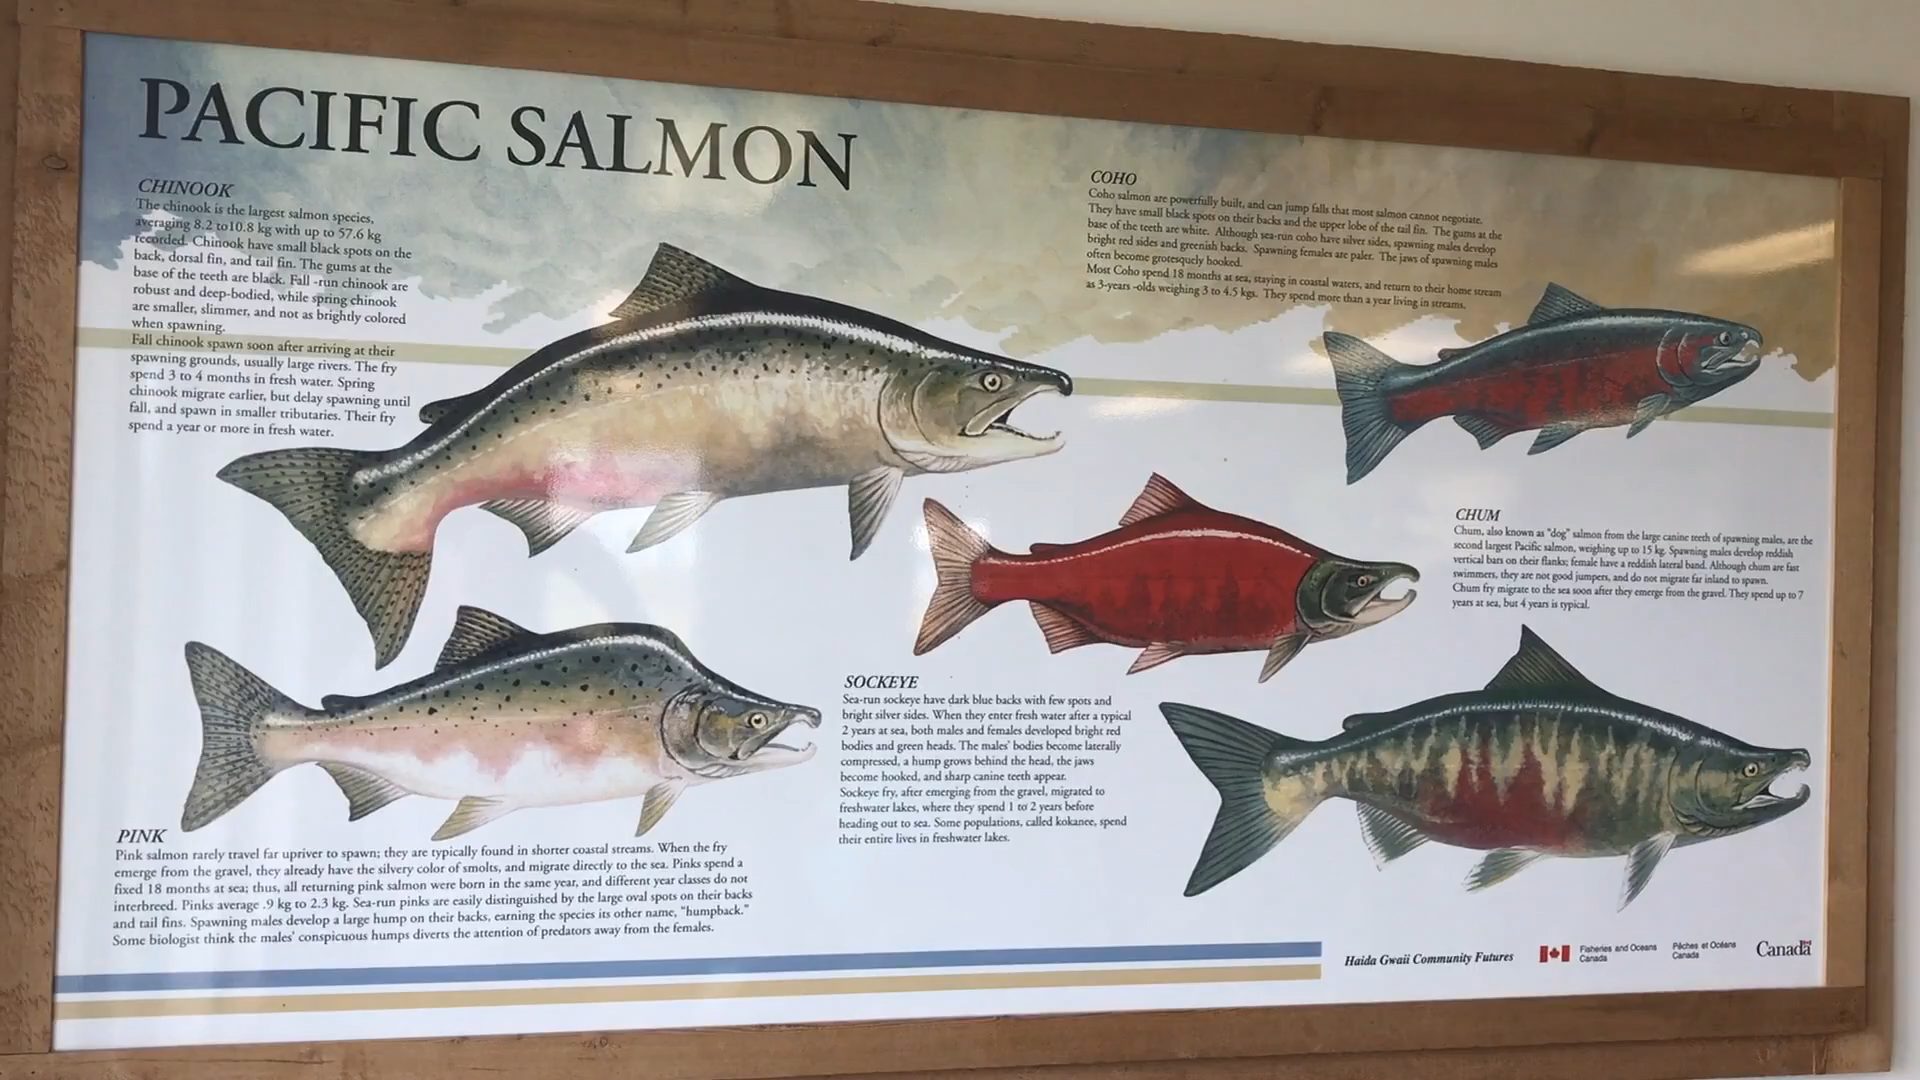 PACIFIC SALMON
CHINOOK
The chinook is the largest salmon species,
averaging 8.2 to10.8 kg with up to 57.6 kg
recorded. Chinook have small black spots on the
back, dorsal fin, and tail fin. The gums at the
base of the teeth are black. Fall -run chinook are
robust and deep-bodied, while spring chinook
are smaller, slimmer, and not as brightly colored
when spawning.
Fall chinook spawn soon after arriving at their
spawning grounds, usually large rivers. The fry
spend 3 to 4 months in fresh water. Spring
chinook migrate earlier, but delay spawning until
fall, and spawn in smaller tributaries. Their fry
spend a year or more in fresh water.
COHO
Coho salmon are powerfully built, and can jump falls that most salmon cannot negotiate.
They have small black spots on their backs and the upper lobe of the tail fin. The gums at the
base of the teeth are white. Although sea-run coho have silver sides, spawning males develop
bright red sides and greenish backs. Spawning females are paler. The jaws of spawning males
often become grotesquely hooked.
Most Coho spend 18 months at sea, staying in coastal waters, and return to their home stream
as 3-years -olds weighing 3 to 4.5 kgs. They spend more than a year living in streams.
CHUM
Chum, also known as "dog" salmon from the large canine teeth of spawning males, are the
second largest Pacific salmon, weighing up to 15 kg. Spawning males develop reddish
vertical bars on their flanks; female have a reddish lateral band. Although chum are fast
swimmers, they are not good jumpers, and do not migrate far inland to spawn.
Chum fry migrate to the sea soon after they emerge from the gravel. They spend up to 7
years at sea, but 4 years is typical.
SOCKEYE
Sea-run sockeye have dark blue backs with few spots and
bright silver sides. When they enter fresh water after a typical
2 years at sea, both males and females developed bright red
bodies and green heads. The males' bodies become laterally
compressed, a hump grows behind the head, the jaws
become hooked, and sharp canine teeth appear.
Sockeye fry, after emerging from the gravel, migrated to
freshwater lakes, where they spend 1 to 2 years before
heading out to sea. Some populations, called kokanee, spend
their entire lives in freshwater lakes.
PINK
Pink salmon rarely travel far upriver to spawn; they are typically found in shorter coastal streams. When the fry
emerge from the gravel, they already have the silvery color of smolts, and migrate directly to the sea. Pinks spend a
fixed 18 months at sea; thus, all returning pink salmon were born in the same year, and different year classes do not
interbreed. Pinks average .9 kg to 2.3 kg. Sea-run pinks are easily distinguished by the large oval spots on their backs
and tail fins. Spawning males develop a large hump on their backs, earning the species its other name, "humpback."
Some biologist think the males' conspicuous humps diverts the attention of predators away from the females.
Haida Gwaii Community Futures
Fisheries and Oceans
Canada
Pêches et Océans
Canada
Canada